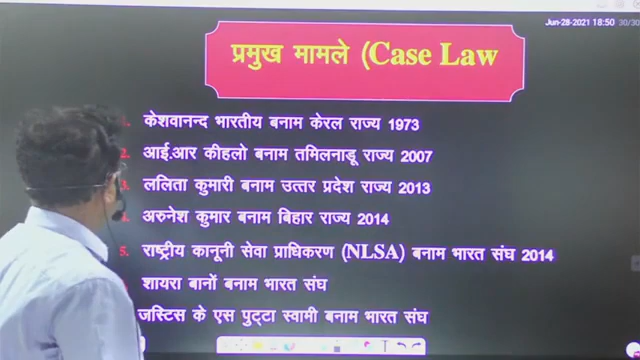 Jun-28-2021 18:50 30/30
प्रमुख मामले (Case Law
1. केशवानन्द भारतीय बनाम केरल राज्य 1973
2. आई.आर कीहलो बनाम तमिलनाडू राज्य 2007
3. ललिता कुमारी बनाम उत्तर प्रदेश राज्य 2013
अरुनेश कुमार बनाम बिहार राज्य 2014
5. राष्ट्रीय कानूनी सेवा प्राधिकरण (NLSA) बनाम भारत संघ 2014
शायरा बानों बनाम भारत संघ
जस्टिस के एस पुट्टा स्वामी बनाम भारत संघ